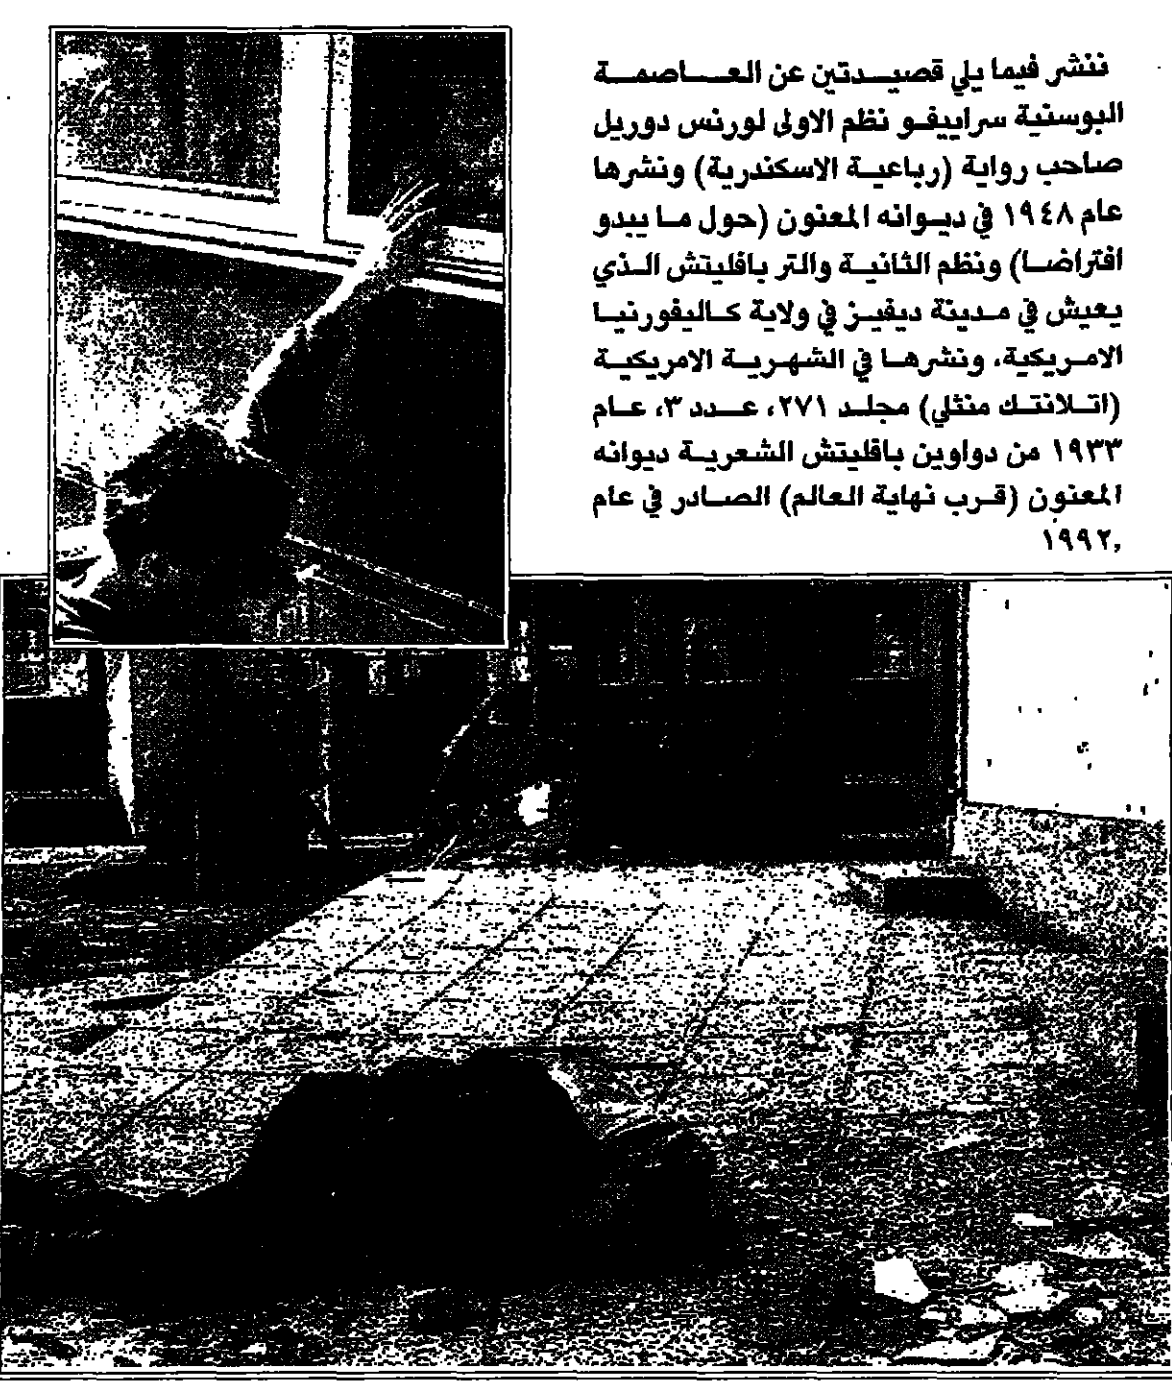 ننشر فيما يلي قصيدتين عن العاصمة
البوسنية سراييفو نظم الاولى لورنس دوريل
صاحب رواية (رباعية الاسكندرية) ونشرها
عام ١٩٤٨ في ديوانه المعنون (حول ما يبدو
افتراضا) ونظم الثانية والتر بافليتش الذي
يعيش في مدينة ديفيز في ولاية كاليفورنيا
الامريكية، ونشرها في الشهرية الامريكية
(اتلانتك منثلي) مجلد ٢٧١، عدد ٣، عام
١٩٣٣ من دواوين بافليتش الشعرية ديوانه
المعنون (قرب نهاية العالم) الصادر في عام
١٩٩٢,